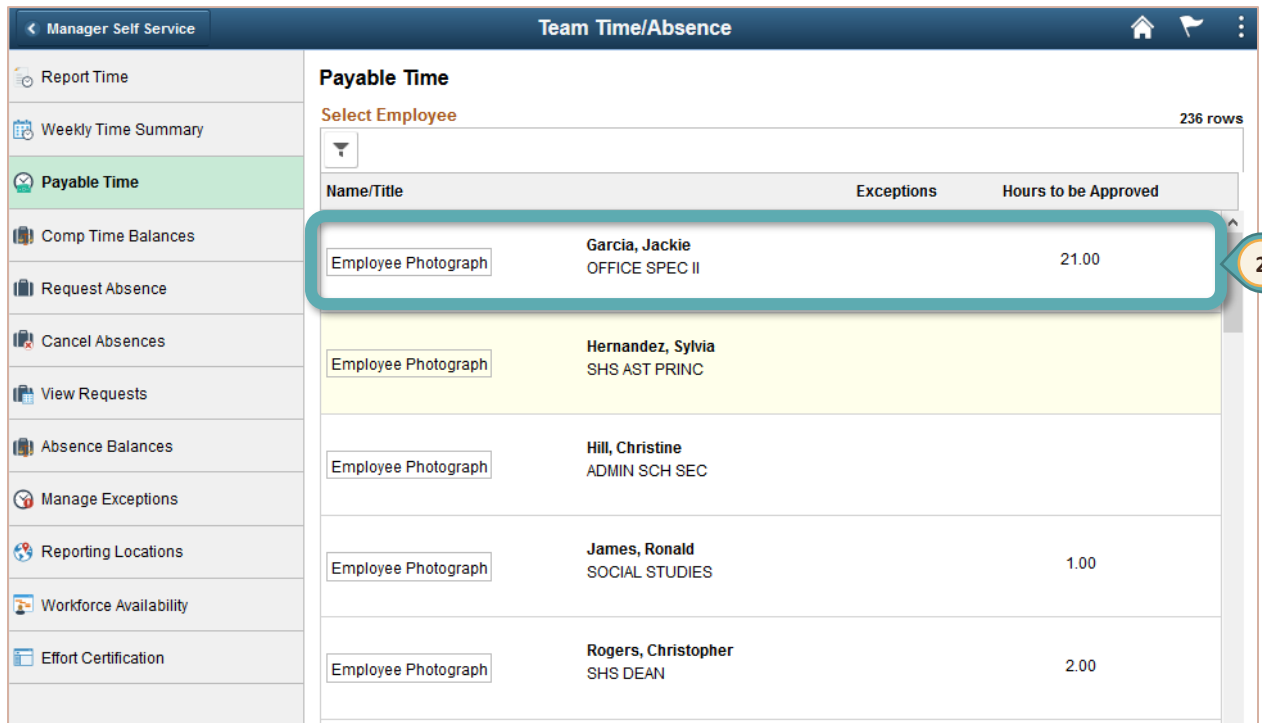 Manager Self Service
Team Time/Absence
Report Time
Weekly Time Summary
Payable Time
Comp Time Balances
Request Absence
Cancel Absences
View Requests
Absence Balances
Manage Exceptions
Reporting Locations
Workforce Availability
Effort Certification
Payable Time
Select Employee
236 rows
Name/Title Exceptions Hours to be Approved
Employee Photograph
Garcia, Jackie
OFFICE SPEC II
21.00
2
Employee Photograph
Hernandez, Sylvia
SHS AST PRINC
Employee Photograph
Hill, Christine
ADMIN SCH SEC
Employee Photograph
James, Ronald
SOCIAL STUDIES
1.00
Employee Photograph
Rogers, Christopher
SHS DEAN
2.00